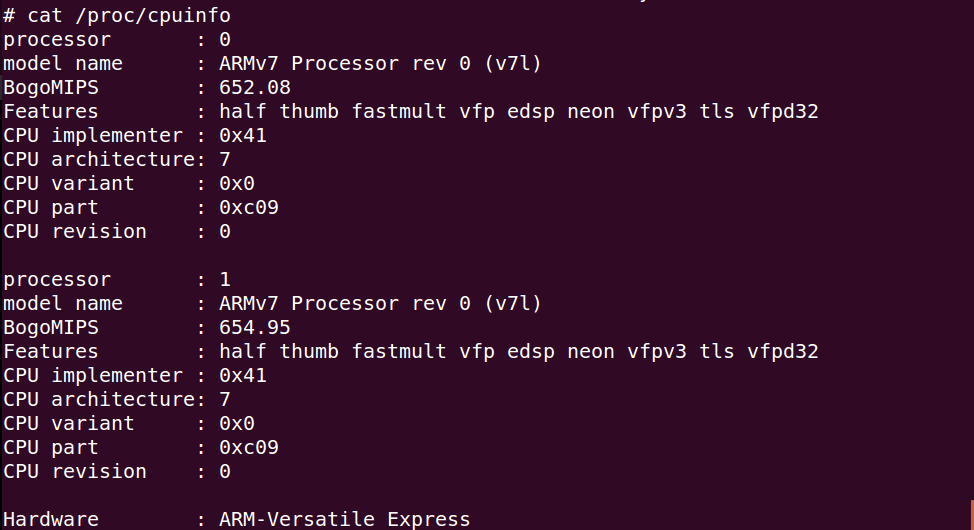 # cat /proc/cpuinfo
processor       : 0
model name      : ARMv7 Processor rev 0 (v7l)
BogoMIPS        : 652.08
Features        : half thumb fastmult vfp edsp neon vfpv3 tls vfpd32
CPU implementer : 0x41
CPU architecture: 7
CPU variant     : 0x0
CPU part        : 0xc09
CPU revision    : 0

processor       : 1
model name      : ARMv7 Processor rev 0 (v7l)
BogoMIPS        : 654.95
Features        : half thumb fastmult vfp edsp neon vfpv3 tls vfpd32
CPU implementer : 0x41
CPU architecture: 7
CPU variant     : 0x0
CPU part        : 0xc09
CPU revision    : 0

Hardware        : ARM-Versatile Express